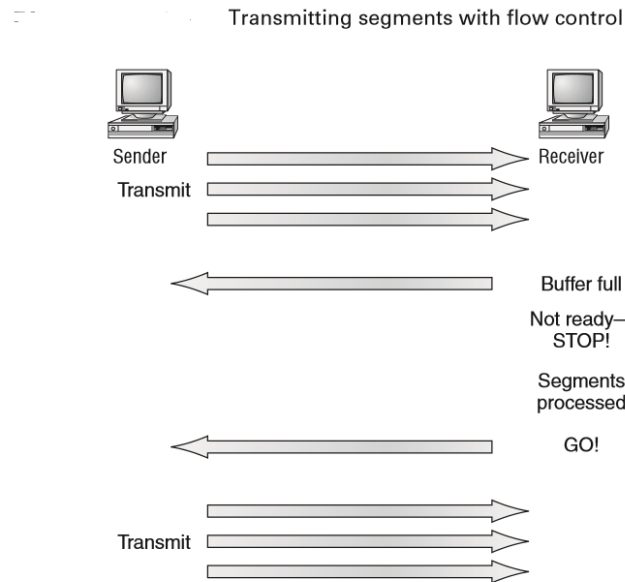 Transmitting segments with flow control
Sender
Receiver
Transmit
Buffer full
Not ready—
STOP!
Segments
processed
GO!
Transmit